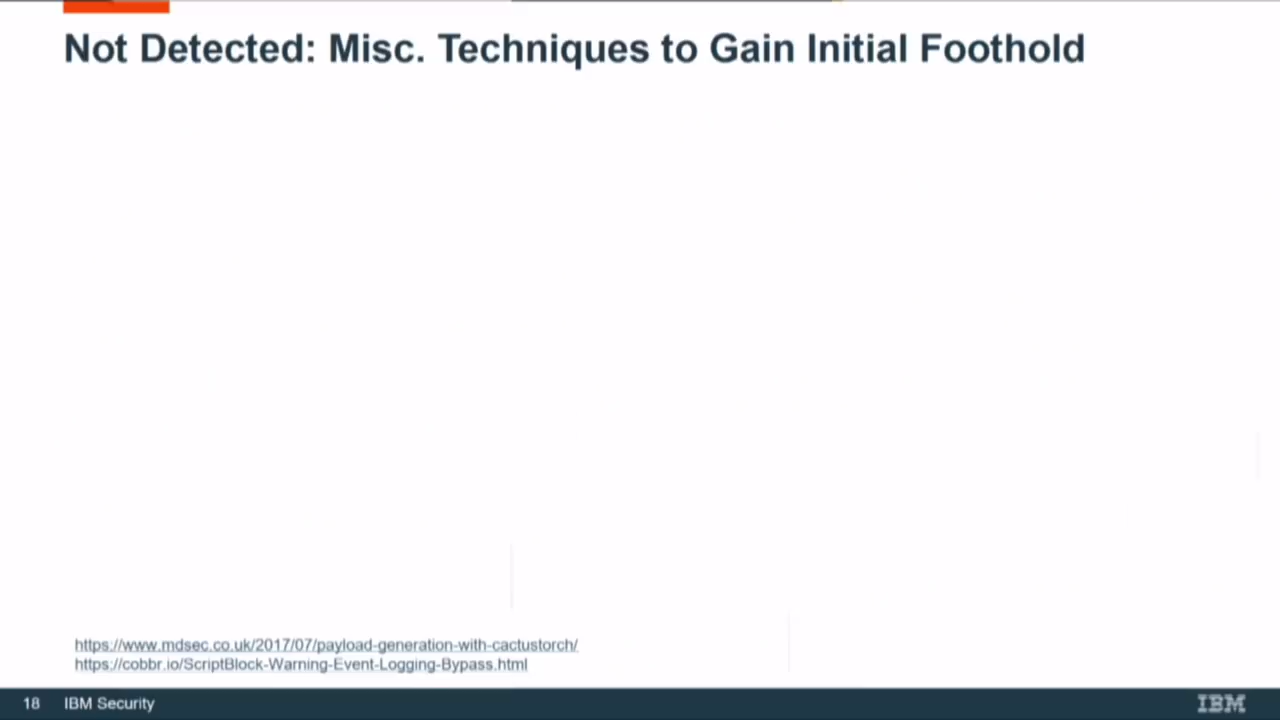 Not Detected: Misc. Techniques to Gain Initial Foothold
https://www.mdsec.co.uk/2017/07/payload-generation-with-cactustorch/
https://cobbr.io/ScriptBlock-Warning-Event-Logging-Bypass.html
18 IBM Security IBM